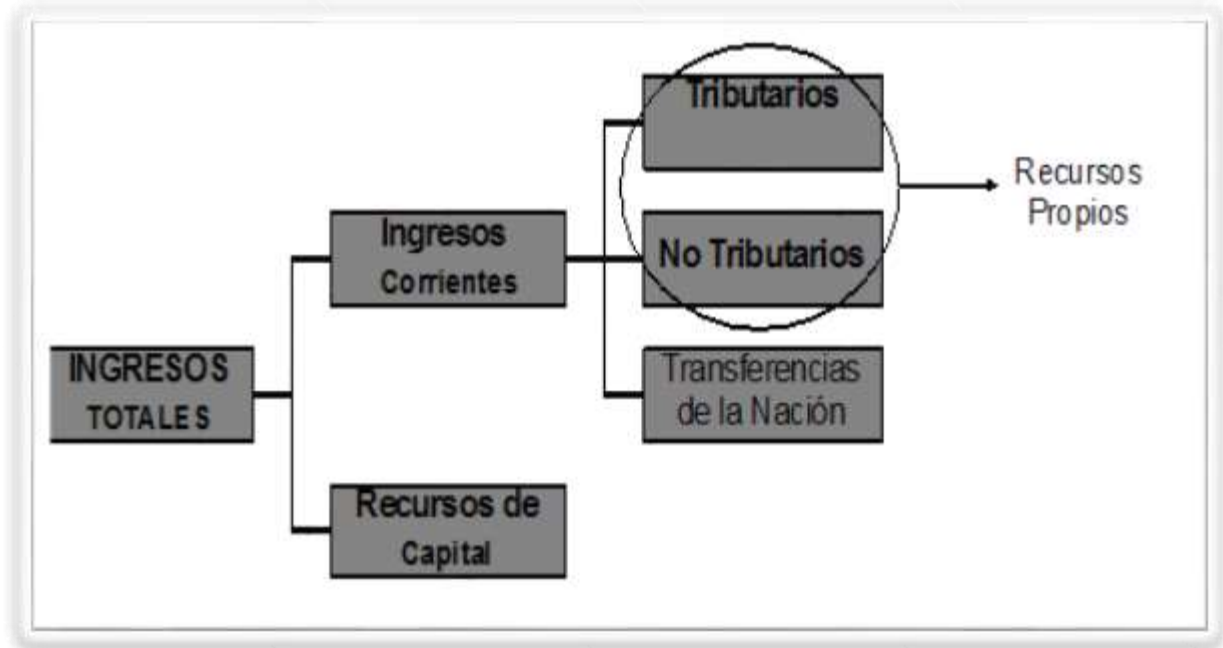 Tributarios
Recursos
Propios
Ingresos
Corrientes
No Tributarios
INGRESOS
TOTALES
Transferencias
de la Nación
Recursos de
Capital